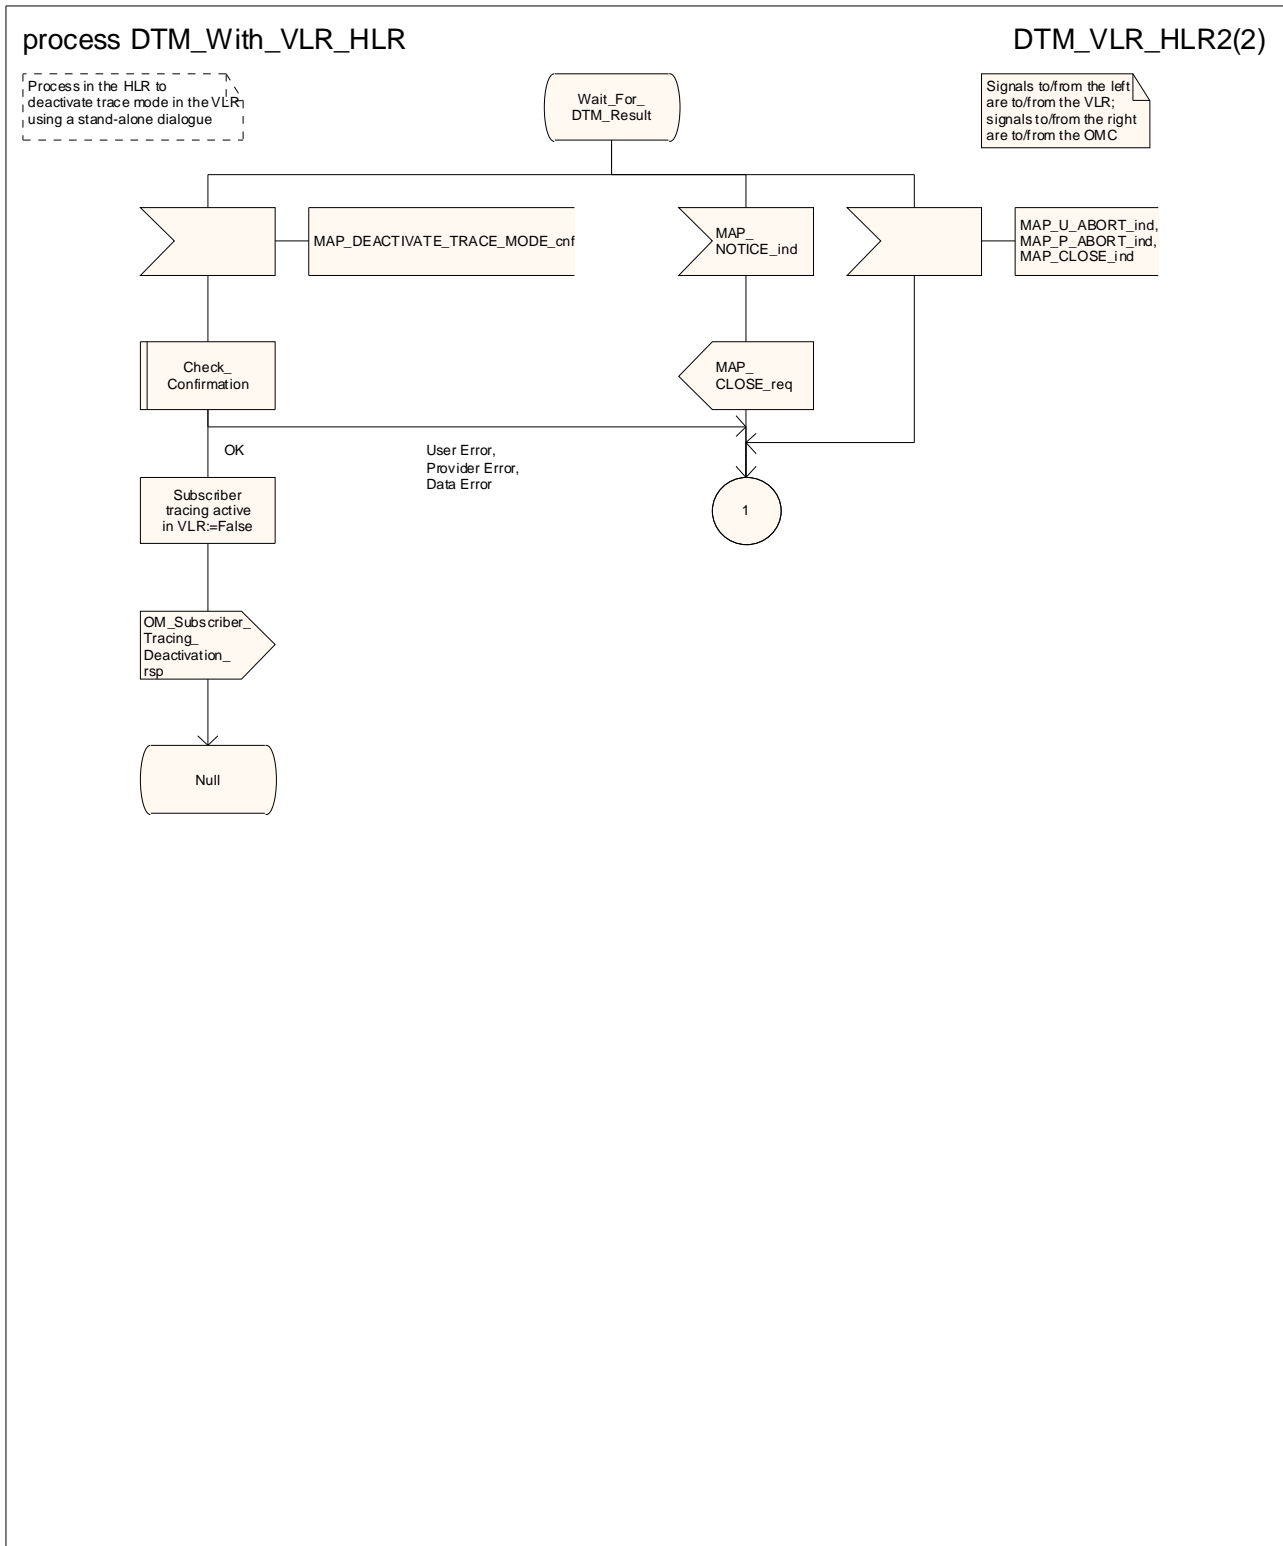 process DTM_With_VLR_HLR
DTM_VLR_HLR2(2)
Process in the HLR to
deactivate trace mode in the VLR
using a stand-alone dialogue
Wait_For_
DTM_Result
Signals to/from the left
are to/from the VLR;
signals to/from the right
are to/from the OMC
MAP_DEACTIVATE_TRACE_MODE_cnf
MAP_
NOTICE_ind
MAP_U_ABORT_ind,
MAP_P_ABORT_ind,
MAP_CLOSE_ind
Check_
Confirmation
MAP_
CLOSE_req
OK
User Error,
Provider Error,
Data Error
Subscriber
tracing active
in VLR:=False
1
OM_Subscriber_
Tracing_
Deactivation_
rsp
Null